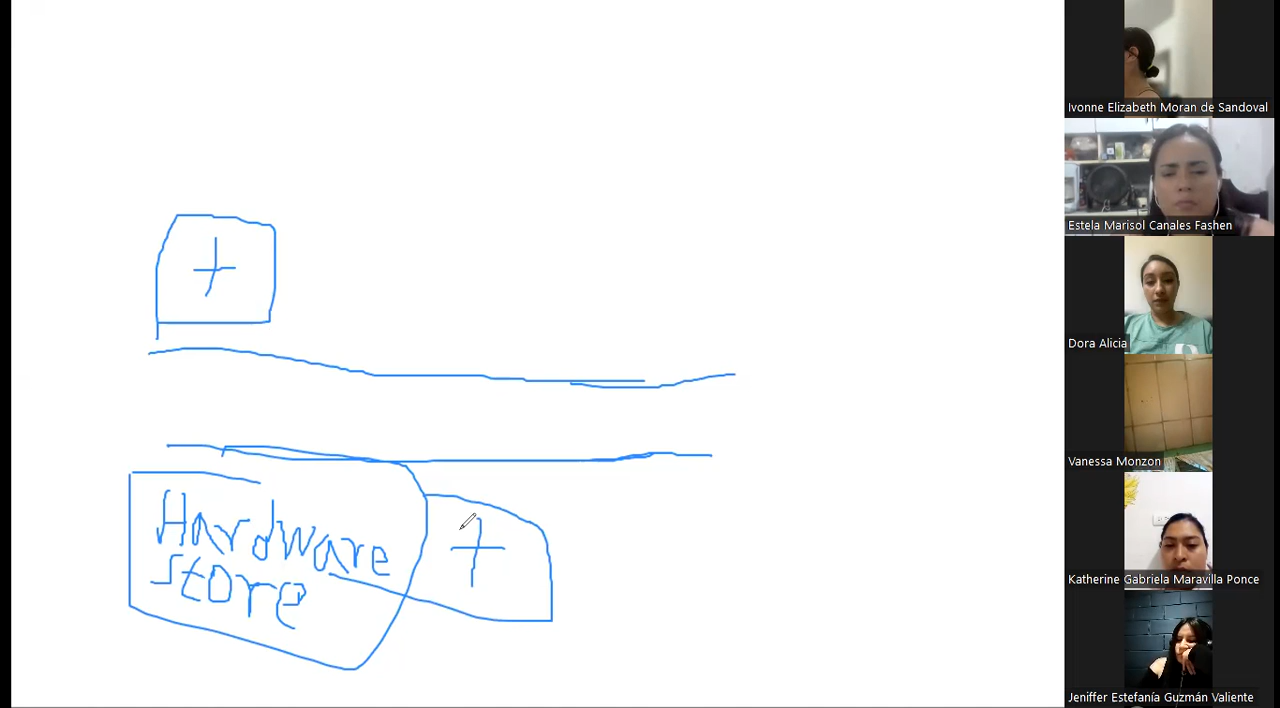 Hardware
store
Ivonne Elizabeth Moran de Sandoval
Estela Marisol Canales Fashen
Dora Alicia
Vanessa Monzon
Katherine Gabriela Maravilla Ponce
Jeniffer Estefanía Guzmán Valiente